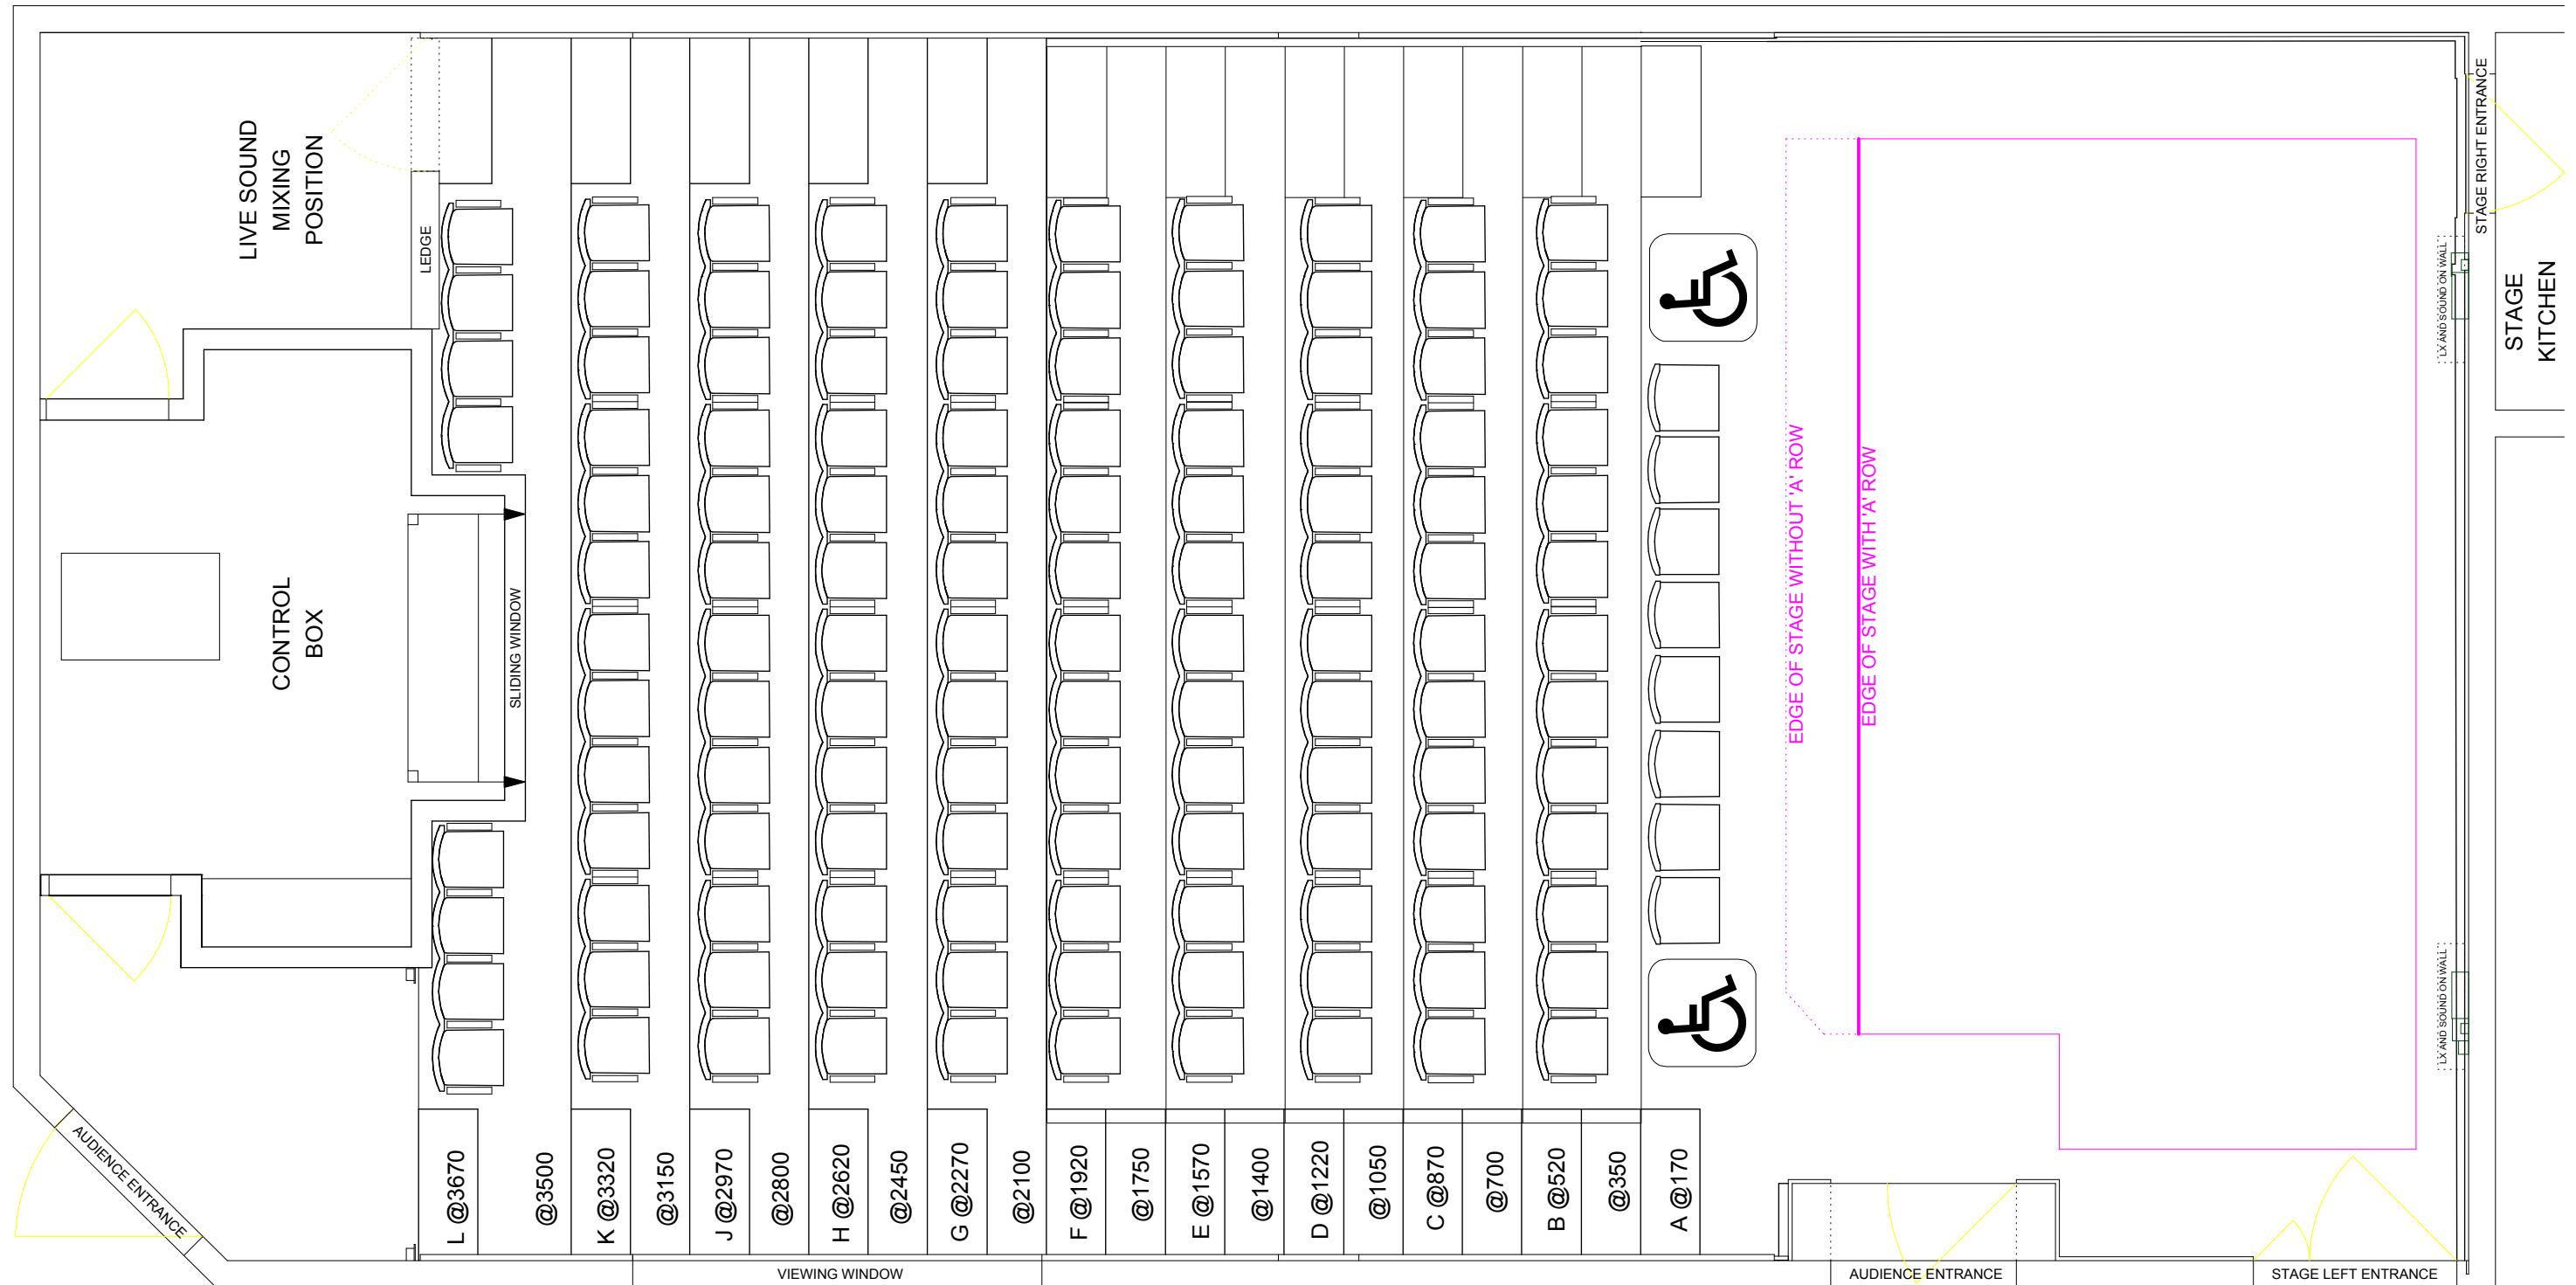 LIVE SOUND
MIXING
POSITION
LEDGE
CONTROL
BOX
SLIDING WINDOW
AUDIENCE ENTRANCE
L @3670
@3500
K @3320
@3150
J @2970
@2800
H @2620
@2450
G @2270
@2100
F @1920
@1750
E @1570
@1400
D @1220
@1050
C @870
@700
B @520
@350
A @170
VIEWING WINDOW
EDGE OF STAGE WITHOUT 'A' ROW
EDGE OF STAGE WITH 'A' ROW
STAGE RIGHT ENTRANCE
LX AND SOUND ON WALL
STAGE
KITCHEN
LX AND SOUND ON WALL
AUDIENCE ENTRANCE
STAGE LEFT ENTRANCE